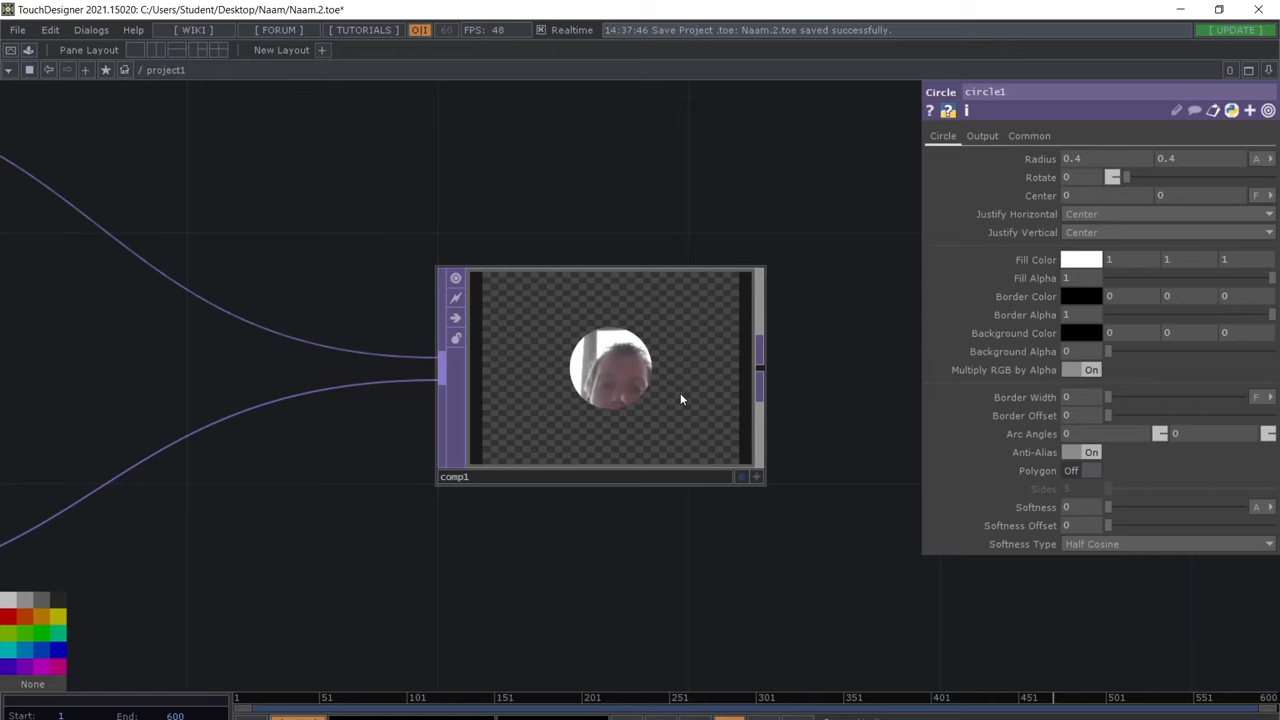 TouchDesigner 2021.15020: C:/Users/Student/Desktop/Naam/Naam.2.toe*
File Edit Dialogs Help [ WIKI ] [ FORUM ] [ TUTORIALS ] O|I 60 FPS: 48 Realtime 14:37:46 Save Project .toe: Naam.2.toe saved successfully. [ UPDATE ]
Pane Layout New Layout +
/ project1 0
Circle circle1
? ? i
Circle Output Common
Radius 0.4 0.4 A
Rotate 0
Center 0 0 F
Justify Horizontal Center
Justify Vertical Center
Fill Color 1 1 1
Fill Alpha 1
Border Color 0 0 0
Border Alpha 1
Background Color 0 0 0
Background Alpha 0
Multiply RGB by Alpha On
Border Width 0 F
Border Offset 0
Arc Angles 0 0
Anti-Alias On
Polygon Off
Sides 3
Softness 0 A
Softness Offset 0
Softness Type Half Cosine
comp1
None
1 51 101 151 201 251 301 351 401 451 501 551 600
Start: 1 End: 600